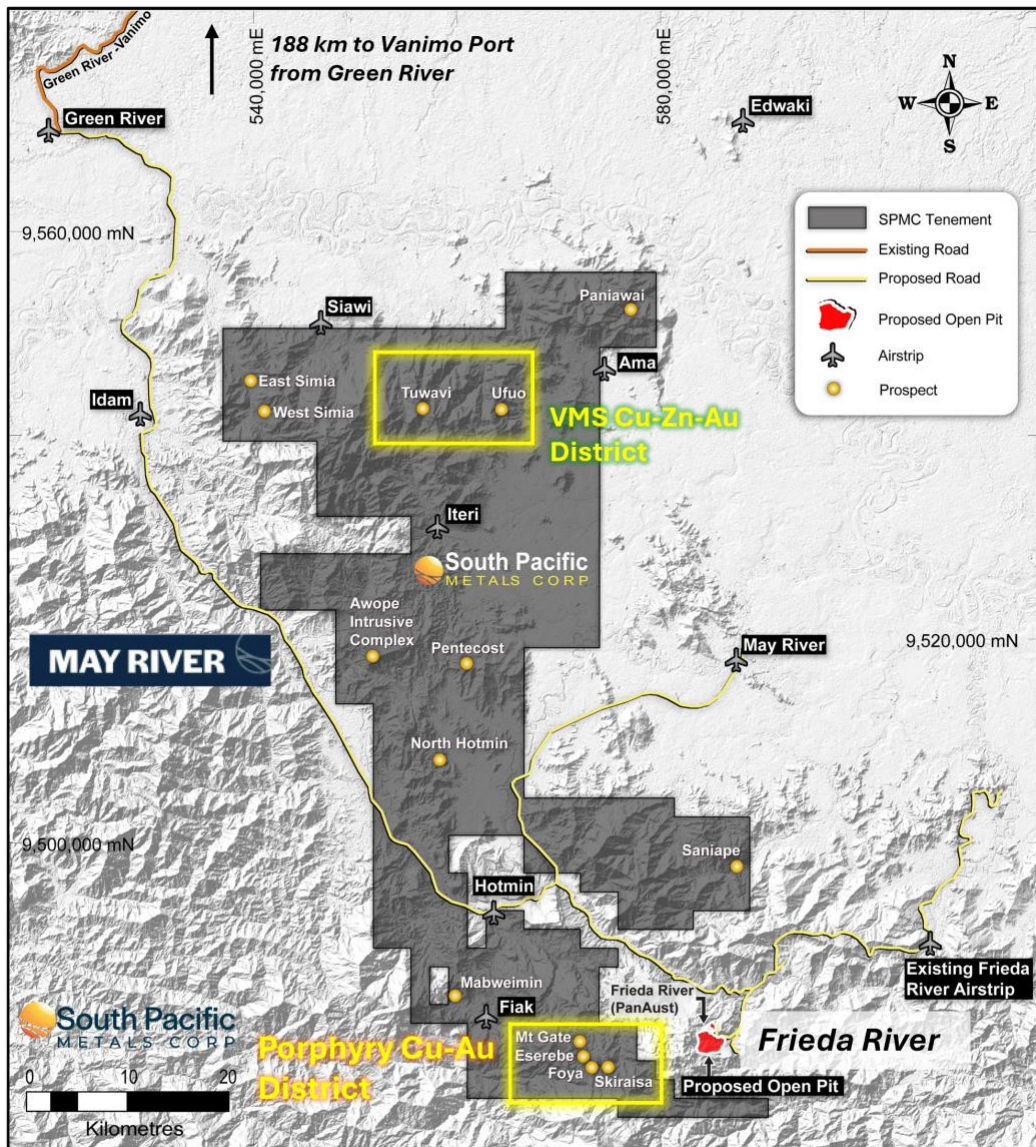 Green River -Vanimo
188 km to Vanimo Port
from Green River
540,000 mE
580,000 mE
N
W E
S
Green River
Edwaki
9,560,000 mN
SPMC Tenement
Existing Road
Proposed Road
Proposed Open Pit
Airstrip
Prospect
Siawi
Paniawai
Ama
Idam
East Simia
West Simia
Tuwavi
Ufuo
VMS Cu-Zn-Au
District
Iteri
South Pacific
METALS CORP
Awope
Intrusive
Complex
Pentecost
MAY RIVER
May River
9,520,000 mN
North Hotmin
9,500,000 mN
Saniape
Hotmin
Existing Frieda
River Airstrip
Mabweimin
Fiak
Frieda River
(PanAust)
Frieda River
Proposed Open Pit
Mt Gate
Eserebe
Foya
Skiraisa
Porphyry Cu-Au
District
South Pacific
METALS CORP
0 10 20
Kilometres